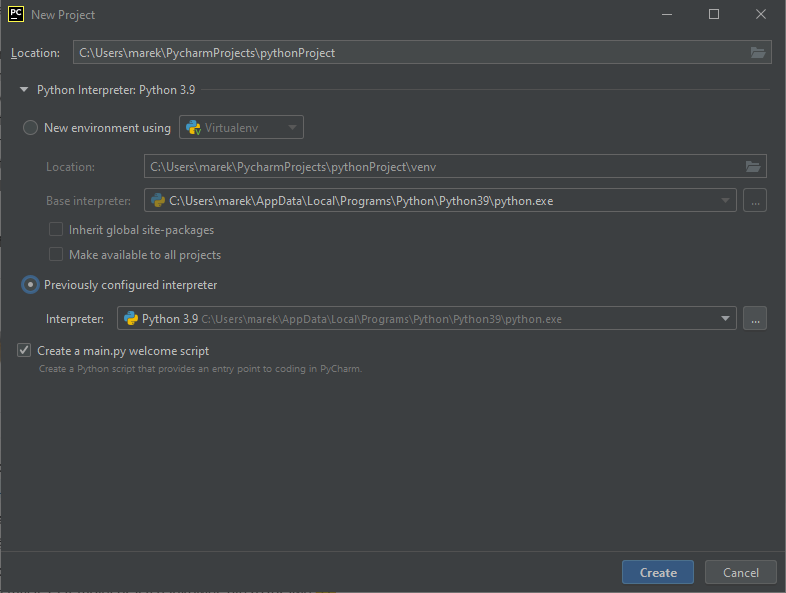 PC New Project
Location: C:\Users\marek\PycharmProjects\pythonProject
Python Interpreter: Python 3.9
New environment using Virtualenv
Location: C:\Users\marek\PycharmProjects\pythonProject\venv
Base interpreter: C:\Users\marek\AppData\Local\Programs\Python\Python39\python.exe ...
Inherit global site-packages
Make available to all projects
Previously configured interpreter
Interpreter: Python 3.9 C:\Users\marek\AppData\Local\Programs\Python\Python39\python.exe ...
Create a main.py welcome script
Create a Python script that provides an entry point to coding in PyCharm.
Create Cancel